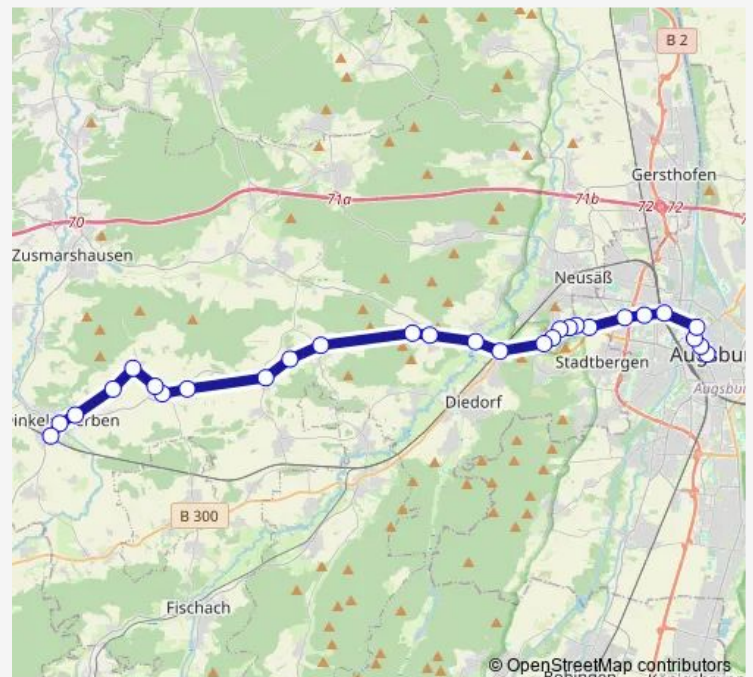 B 2
Gersthofen
71a
71b
72
72
70
Zusmarshausen
Neusäß
Stadtbergen
Diedorf
B 300
Fischach
© OpenStreetMap contributors